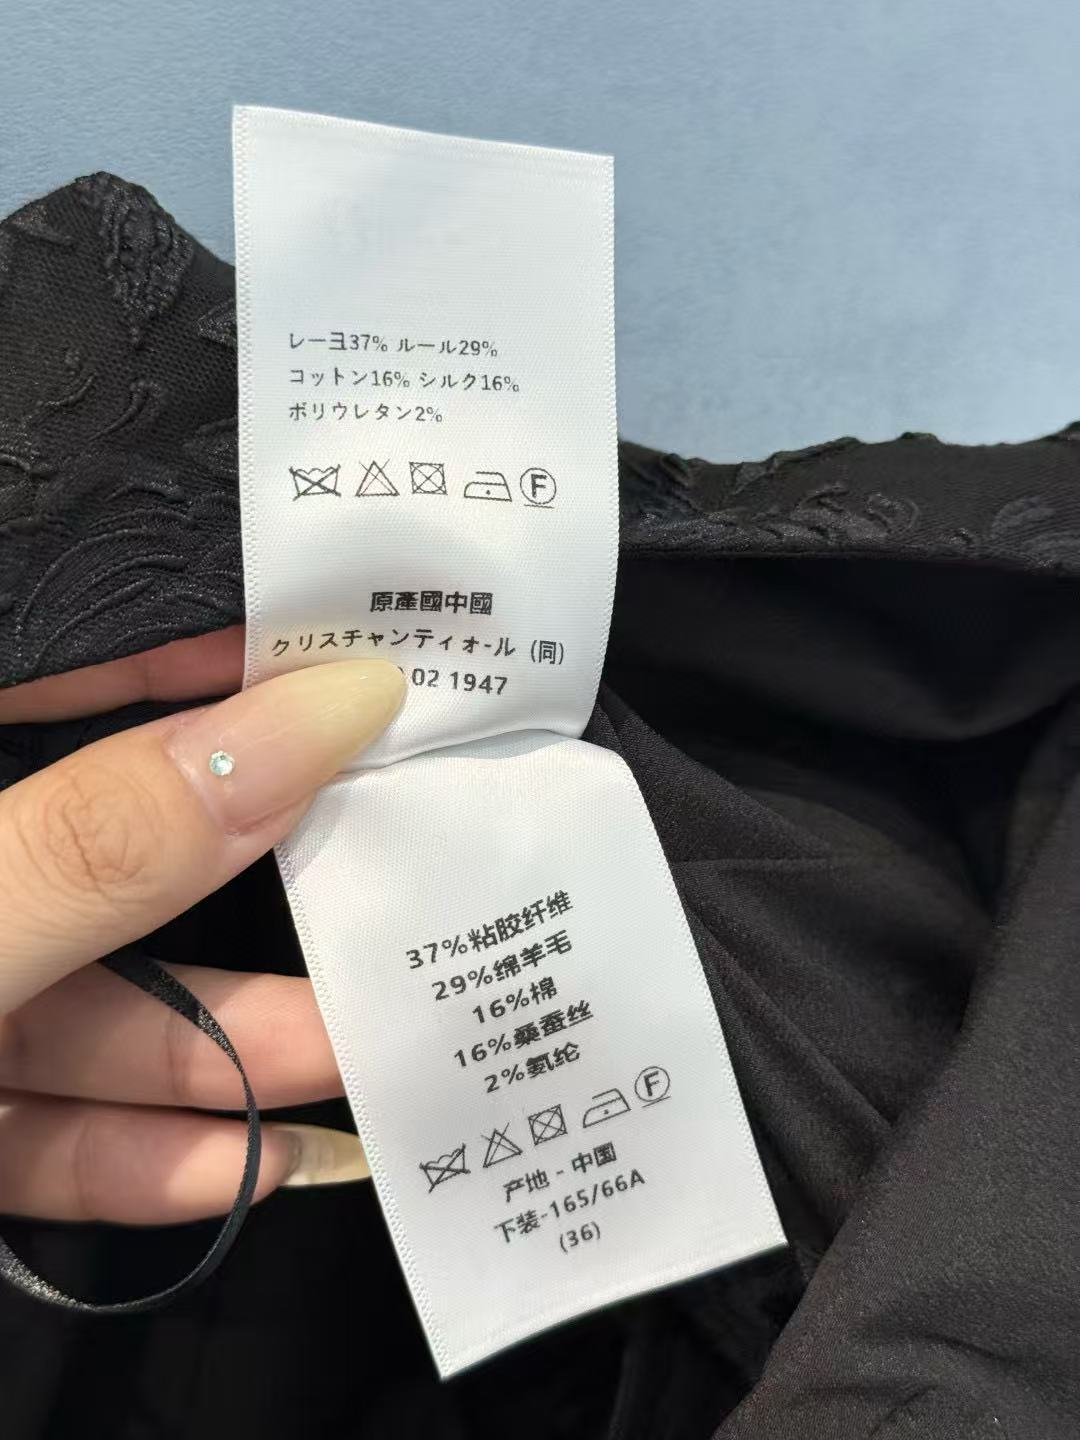 レーヨ37% ルール29%
コットン16% シルク16%
ポリウレタン2%
F
原產國中國
クリスチャンティオ-ル (同)
02 1947
37%粘胶纤维
29%绵羊毛
16%棉
16%桑蚕丝
2%氨纶
F
产地 - 中国
下装-165/66A
(36)